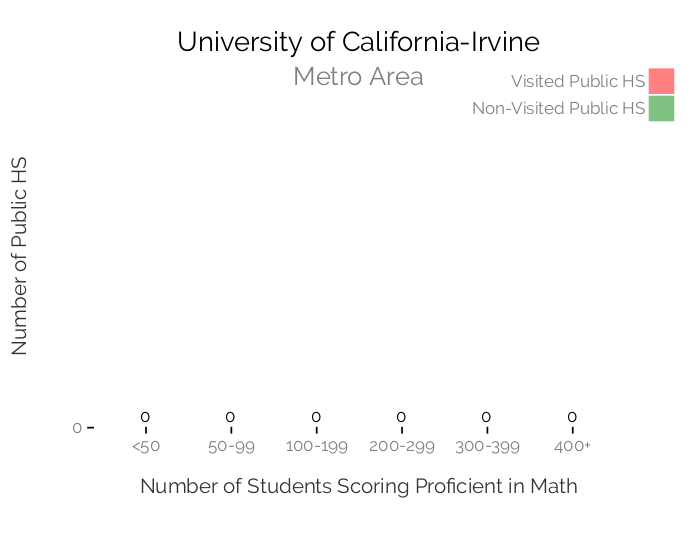 University of California-Irvine
Metro Area
Visited Public HS
Non-Visited Public HS
Number of Public HS
0 0 0 0 0 0
0
<50 50-99 100-199 200-299 300-399 400+
Number of Students Scoring Proficient in Math